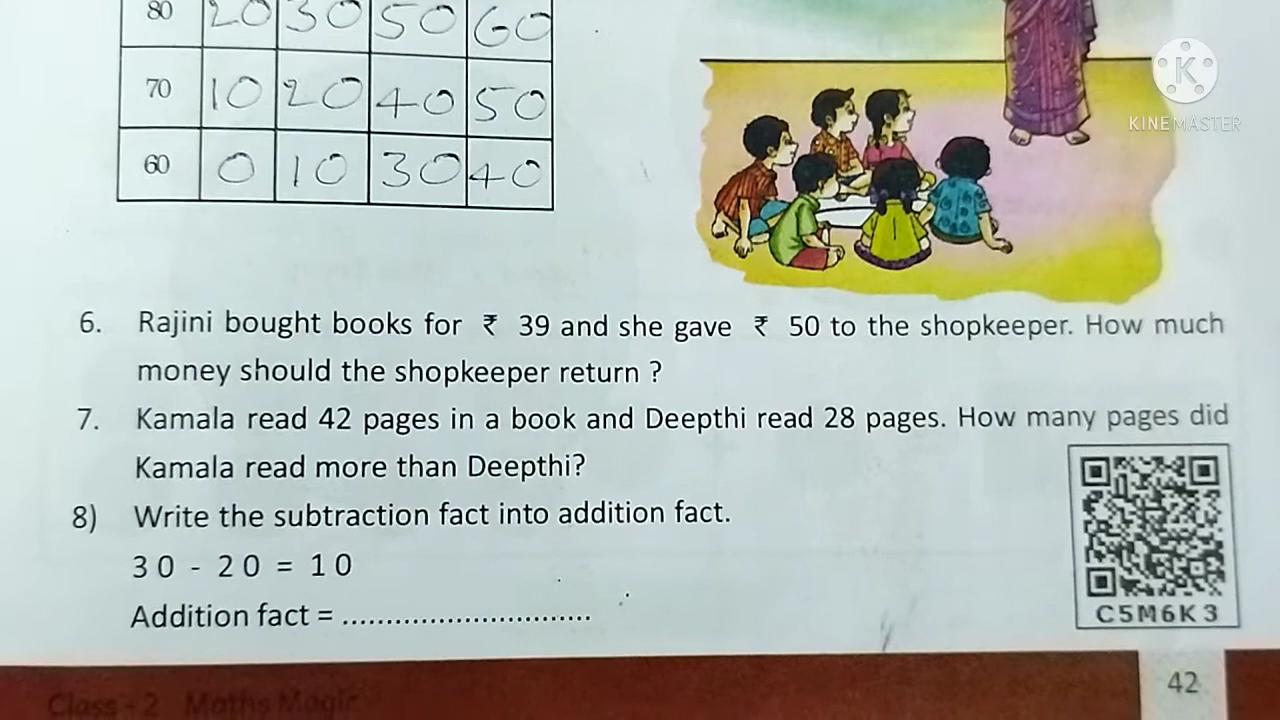 80 20 30 50 60
70 10 20 40 50
60 0 10 30 40
KINEMASTER
6. Rajini bought books for ₹ 39 and she gave ₹ 50 to the shopkeeper. How much
money should the shopkeeper return ?
7. Kamala read 42 pages in a book and Deepthi read 28 pages. How many pages did
Kamala read more than Deepthi?
8) Write the subtraction fact into addition fact.
30 - 20 = 10
Addition fact = ............................
C5M6K3
42
Class - 2 Maths Magic